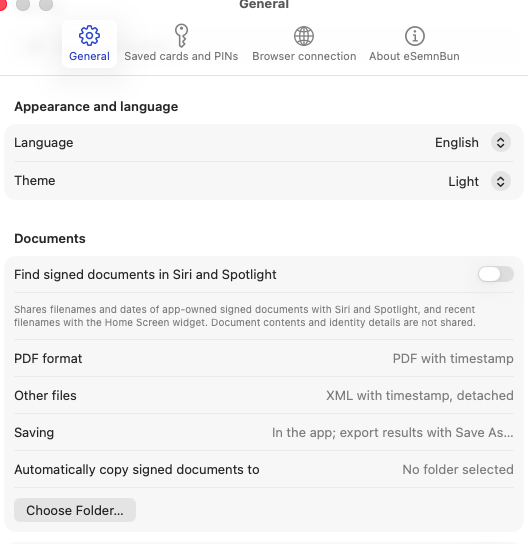 General
General
Saved cards and PINs
Browser connection
About eSemnBun
Appearance and language
Language
English
Theme
Light
Documents
Find signed documents in Siri and Spotlight
Shares filenames and dates of app-owned signed documents with Siri and Spotlight, and recent
filenames with the Home Screen widget. Document contents and identity details are not shared.
PDF format
PDF with timestamp
Other files
XML with timestamp, detached
Saving
In the app; export results with Save As...
Automatically copy signed documents to
No folder selected
Choose Folder...